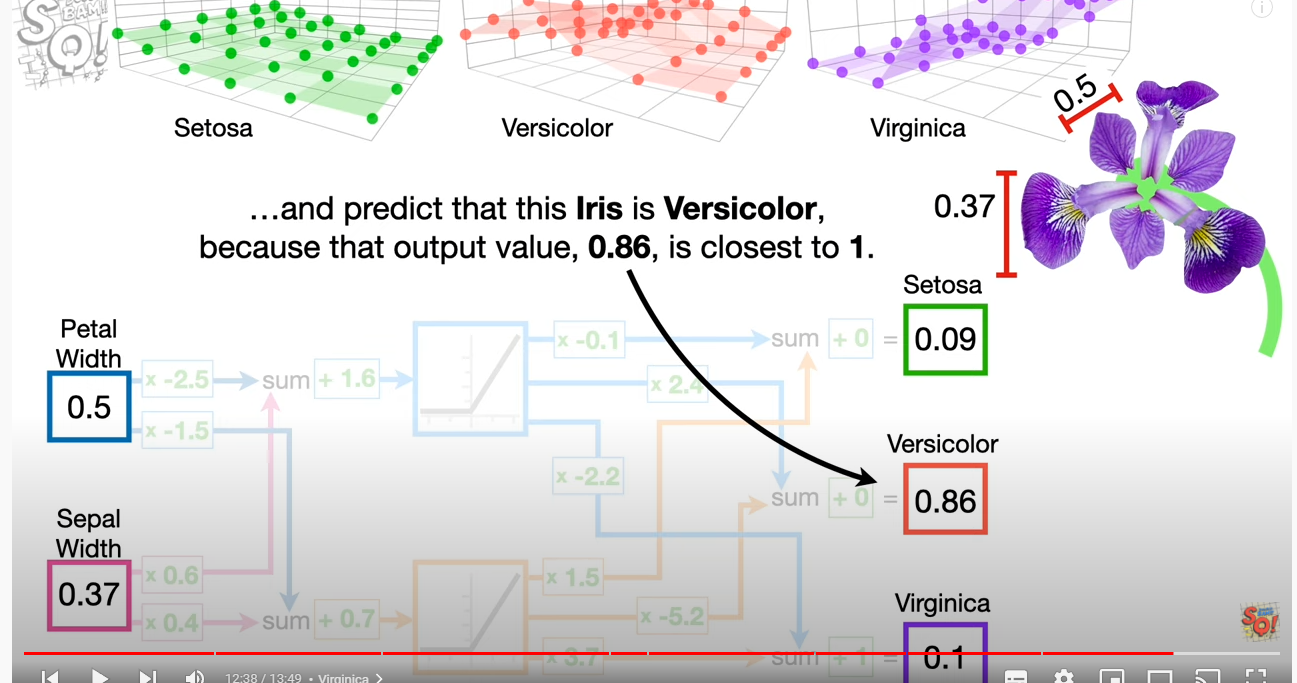 BAM!!
SQ!
Setosa
Versicolor
Virginica
0.5
0.37
…and predict that this Iris is Versicolor,
because that output value, 0.86, is closest to 1.
Setosa
Petal
Width
x -0.1
sum
+ 0
=
0.09
0.5
x -2.5
sum
+ 1.6
x 2.4
x -1.5
Versicolor
x -2.2
sum
+ 0
=
0.86
Sepal
Width
0.37
x 0.6
x 1.5
x 0.4
sum
+ 0.7
x -5.2
Virginica
SQ!
x 3.7
sum
+ 1
=
0.1
12:38 / 13:49 • Virginica